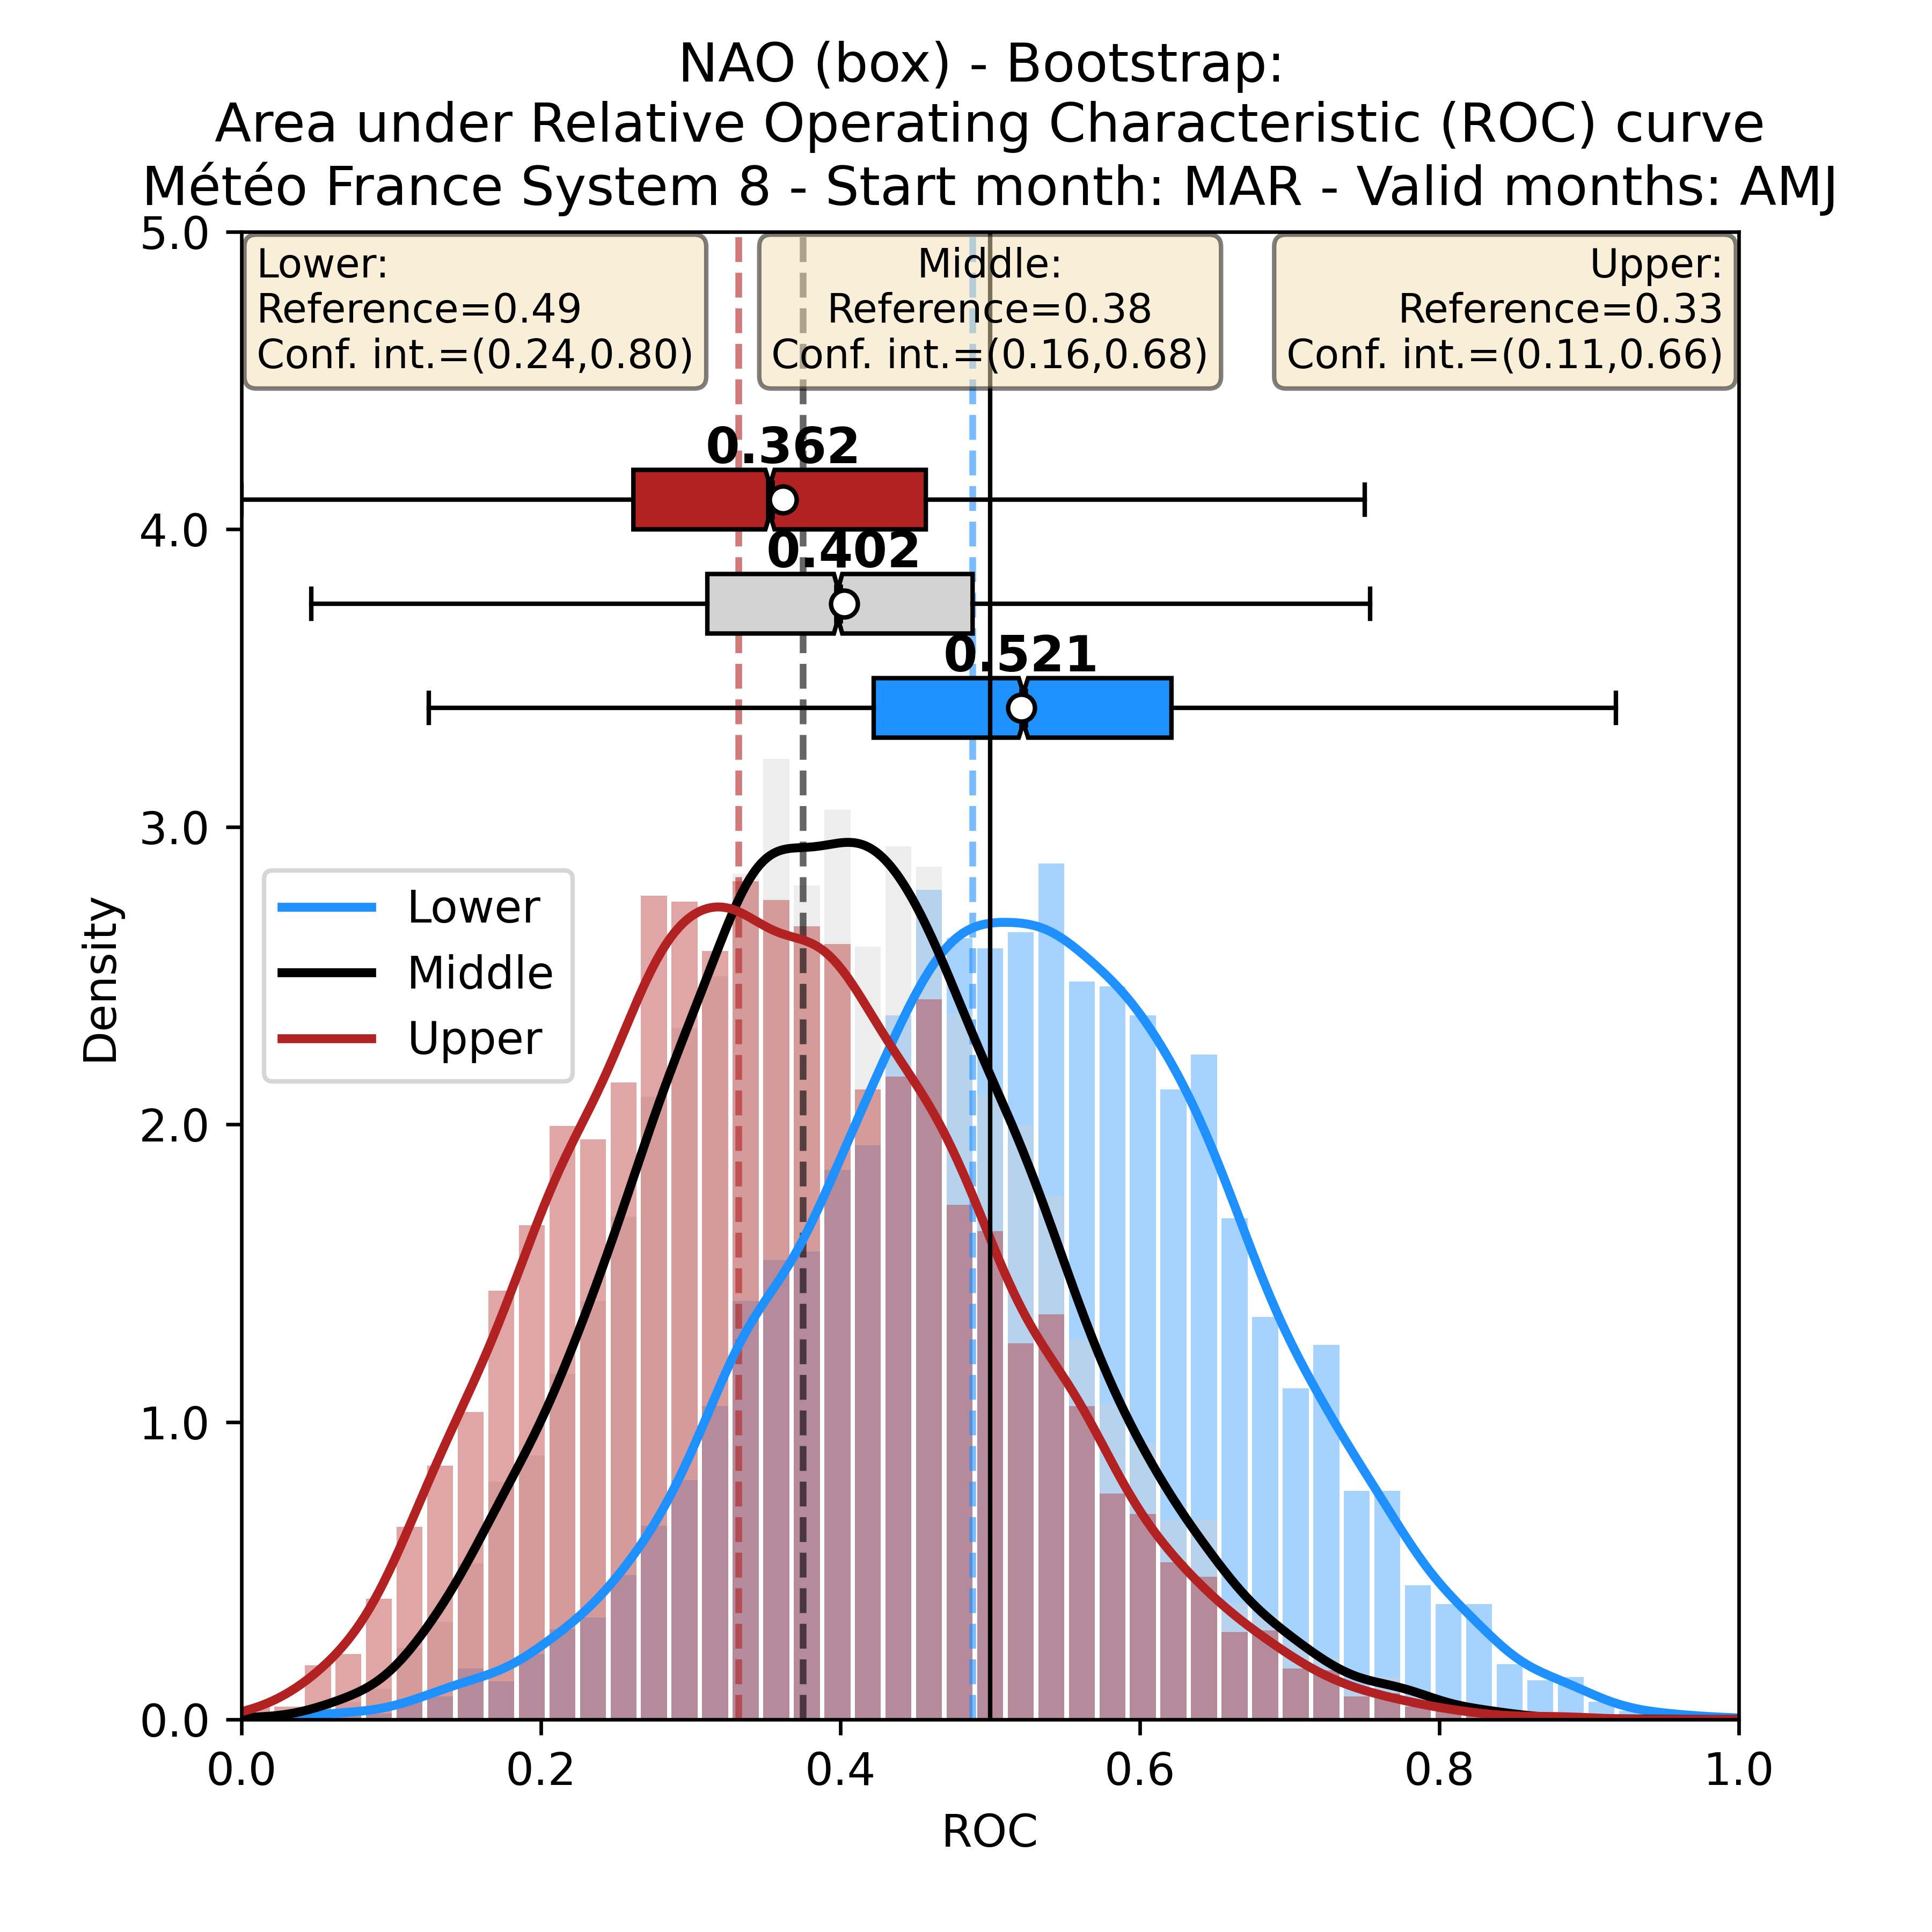 NAO (box) - Bootstrap:
Area under Relative Operating Characteristic (ROC) curve
Météo France System 8 - Start month: MAR - Valid months: AMJ
Lower:
Reference=0.49
Conf. int.=(0.24,0.80)
Middle:
Reference=0.38
Conf. int.=(0.16,0.68)
Upper:
Reference=0.33
Conf. int.=(0.11,0.66)
0.362
0.402
0.521
Lower
Middle
Upper
Density
5.0
4.0
3.0
2.0
1.0
0.0
0.0 0.2 0.4 0.6 0.8 1.0
ROC